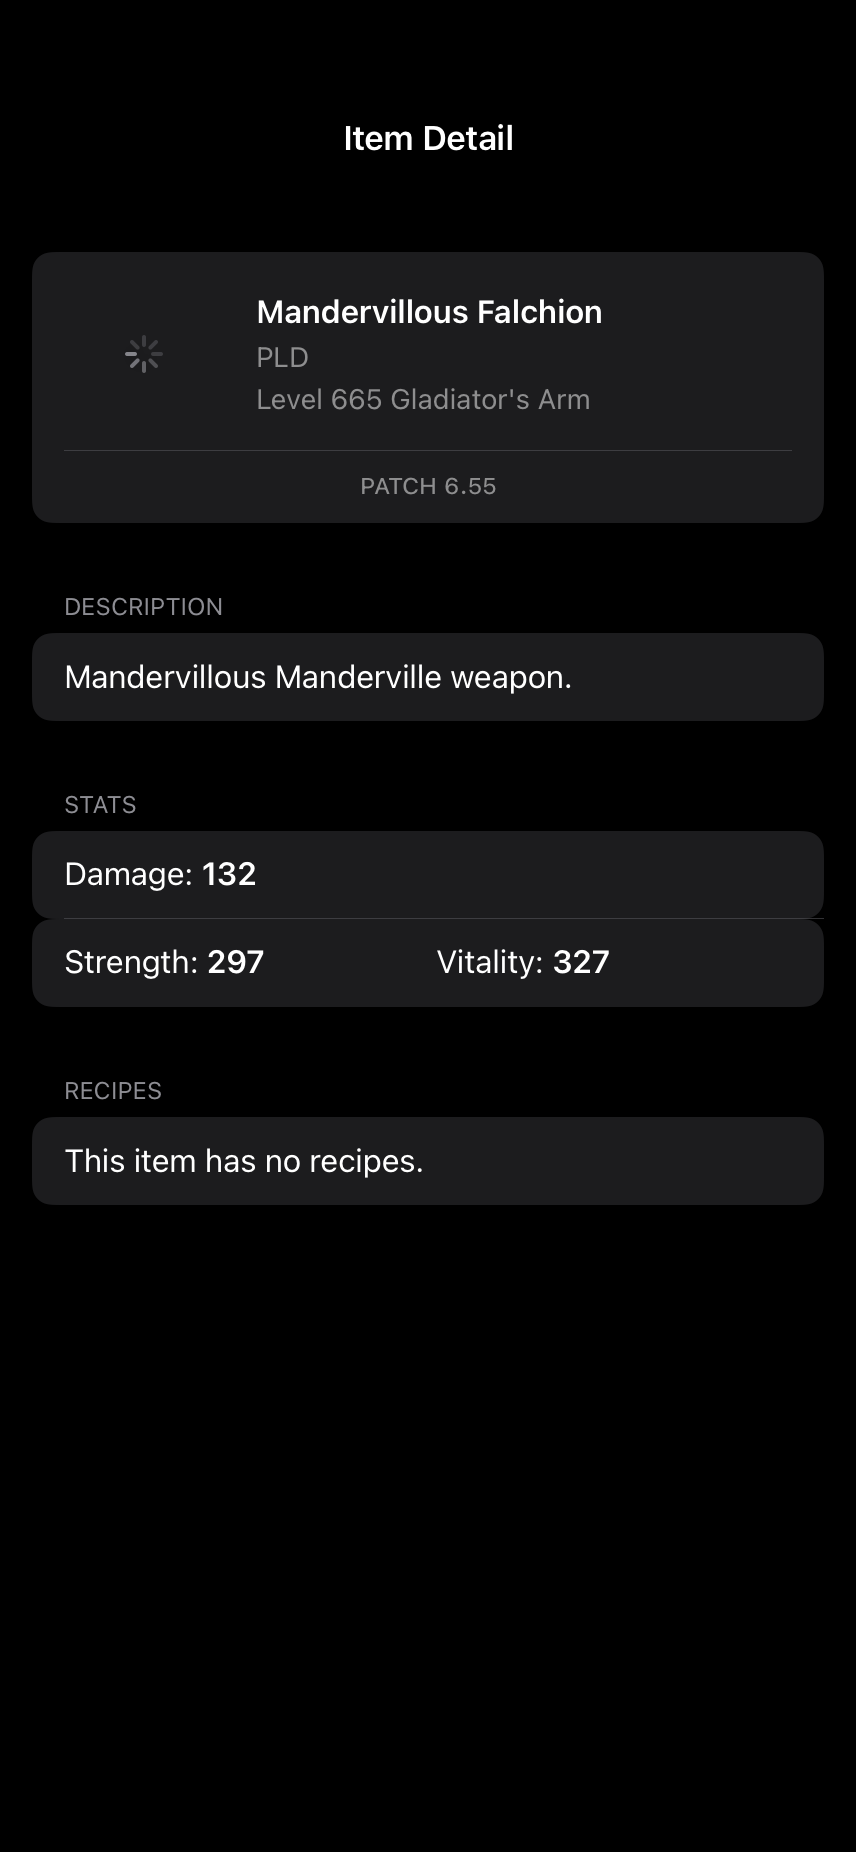 Item Detail
Mandervillous Falchion
PLD
Level 665 Gladiator's Arm
PATCH 6.55
DESCRIPTION
Mandervillous Manderville weapon.
STATS
Damage: 132
Strength: 297 Vitality: 327
RECIPES
This item has no recipes.